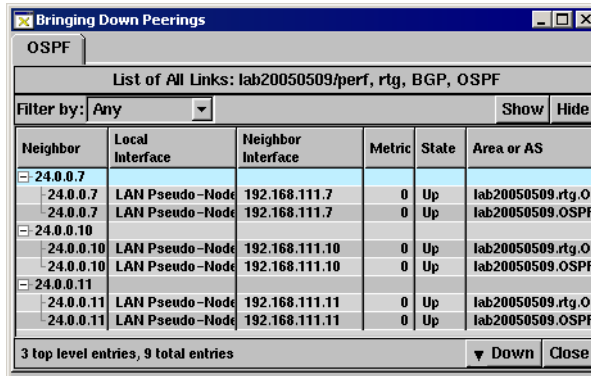 Bringing Down Peerings
OSPF
List of All Links: lab20050509/perf, rtg, BGP, OSPF
Filter by: Any Show Hide
Neighbor Local Interface Neighbor Interface Metric State Area or AS
24.0.0.7
24.0.0.7 LAN Pseudo-Node 192.168.111.7 0 Up lab20050509.rtg.O
24.0.0.7 LAN Pseudo-Node 192.168.111.7 0 Up lab20050509.OSPF
24.0.0.10
24.0.0.10 LAN Pseudo-Node 192.168.111.10 0 Up lab20050509.rtg.O
24.0.0.10 LAN Pseudo-Node 192.168.111.10 0 Up lab20050509.OSPF
24.0.0.11
24.0.0.11 LAN Pseudo-Node 192.168.111.11 0 Up lab20050509.rtg.O
24.0.0.11 LAN Pseudo-Node 192.168.111.11 0 Up lab20050509.OSPF
3 top level entries, 9 total entries Down Close